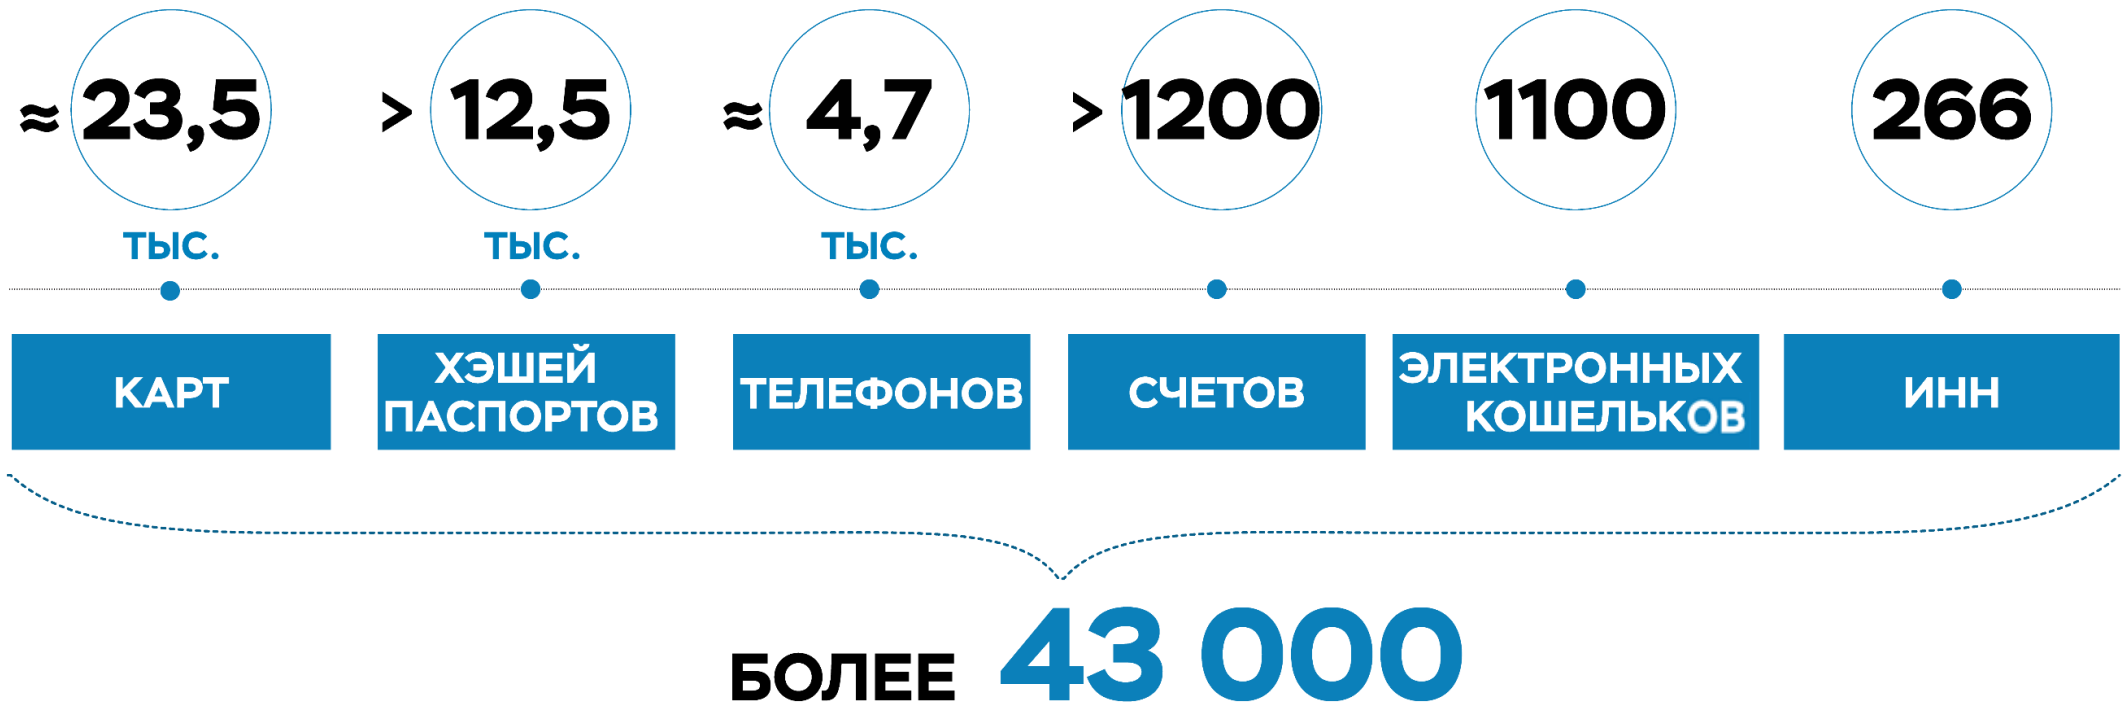 ≈ 23,5
ТЫС.
КАРТ
> 12,5
ТЫС.
ХЭШЕЙ
ПАСПОРТОВ
≈ 4,7
ТЫС.
ТЕЛЕФОНОВ
> 1200
СЧЕТОВ
1100
ЭЛЕКТРОННЫХ
КОШЕЛЬКОВ
266
ИНН
БОЛЕЕ 43 000